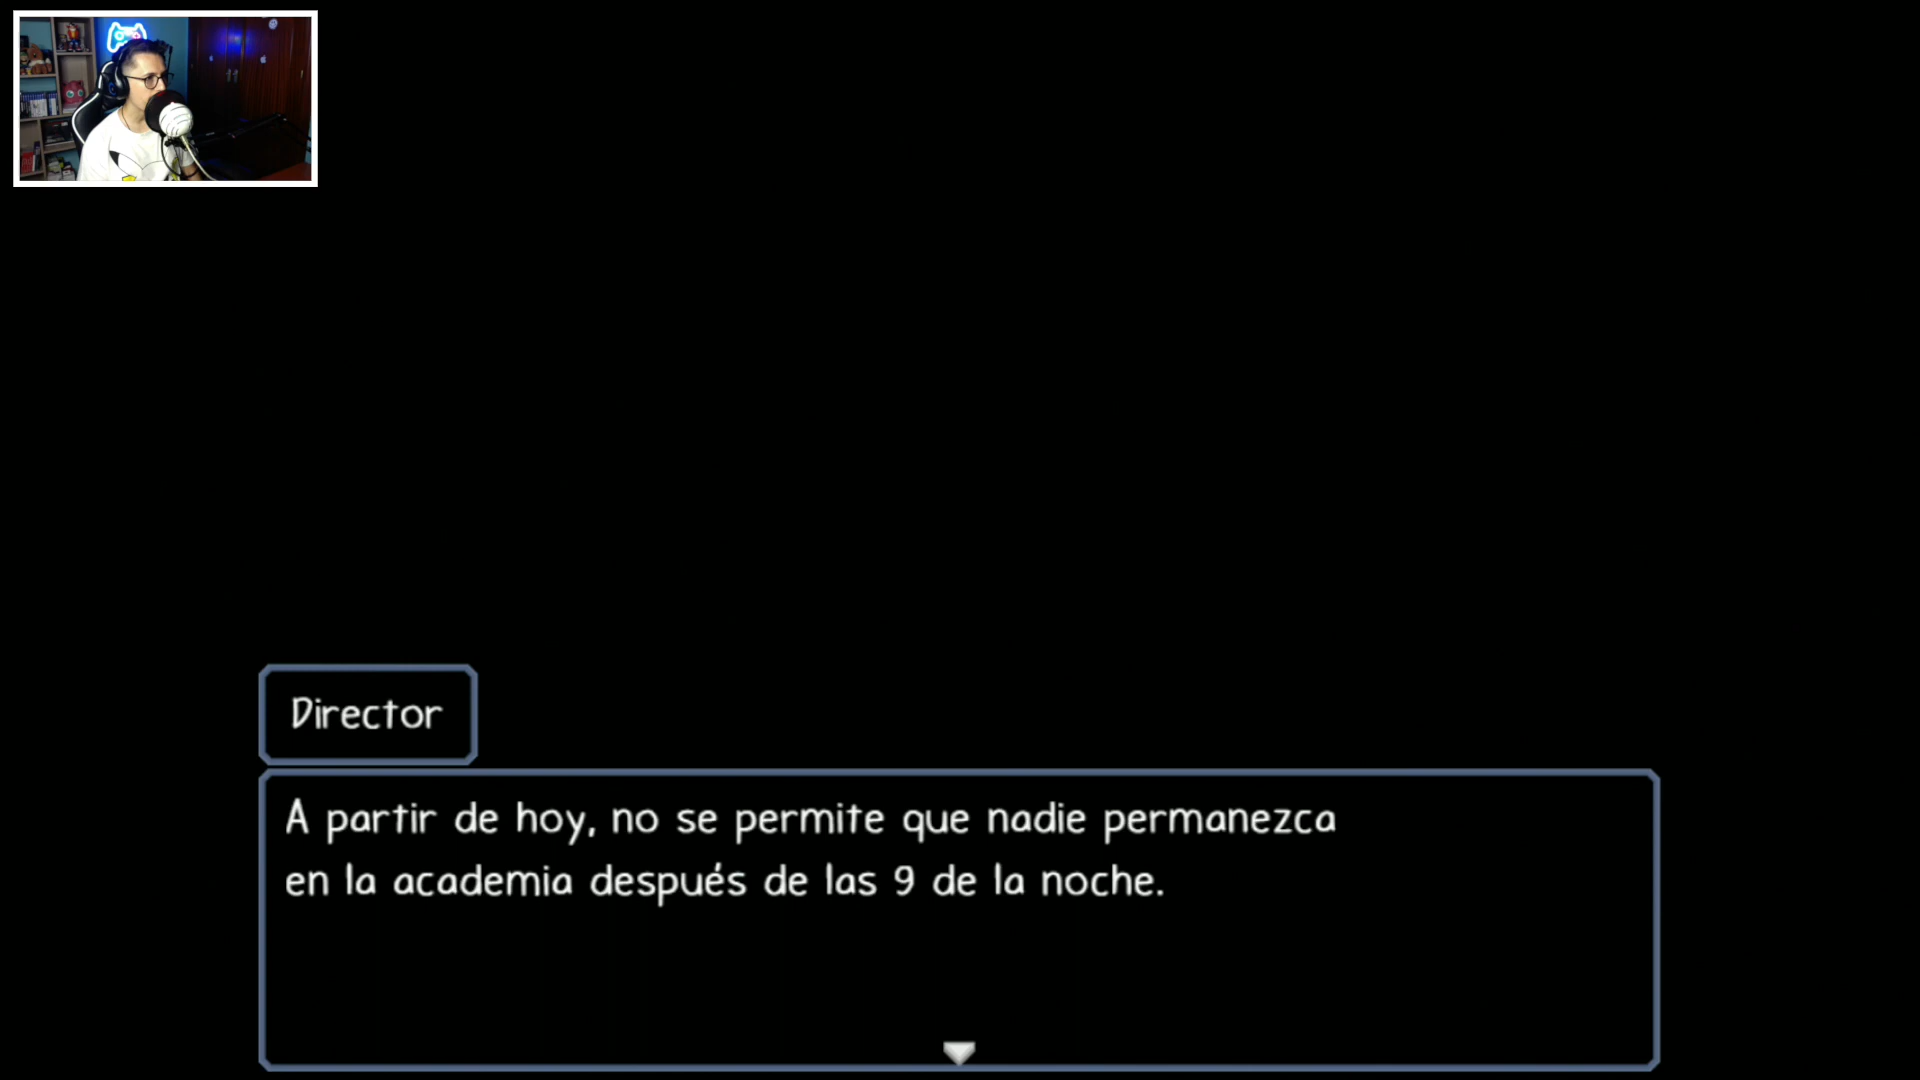 Director
A partir de hoy, no se permite que nadie permanezca
en la academia después de las 9 de la noche.